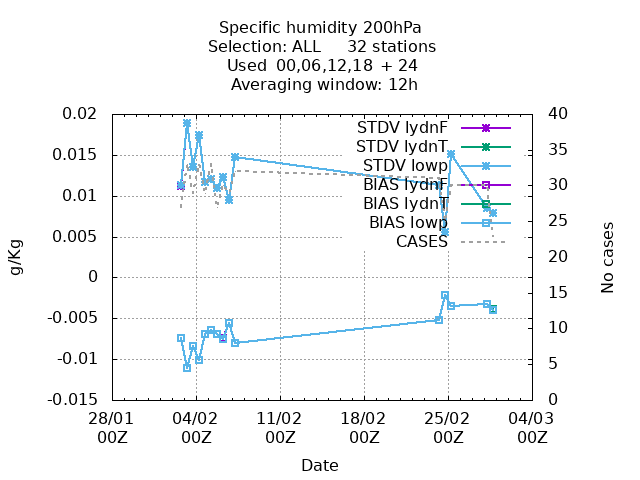 Specific humidity 200hPa
Selection: ALL 32 stations
Used 00,06,12,18 + 24
Averaging window: 12h
0.02
0.015
0.01
0.005
0
-0.005
-0.01
-0.015
g/Kg
40
35
30
25
20
15
10
5
0
No cases
STDV lydnF
STDV lydnT
STDV lowp
BIAS lydnF
BIAS lydnT
BIAS lowp
CASES
28/01 04/02 11/02 18/02 25/02 04/03
00Z 00Z 00Z 00Z 00Z 00Z
Date